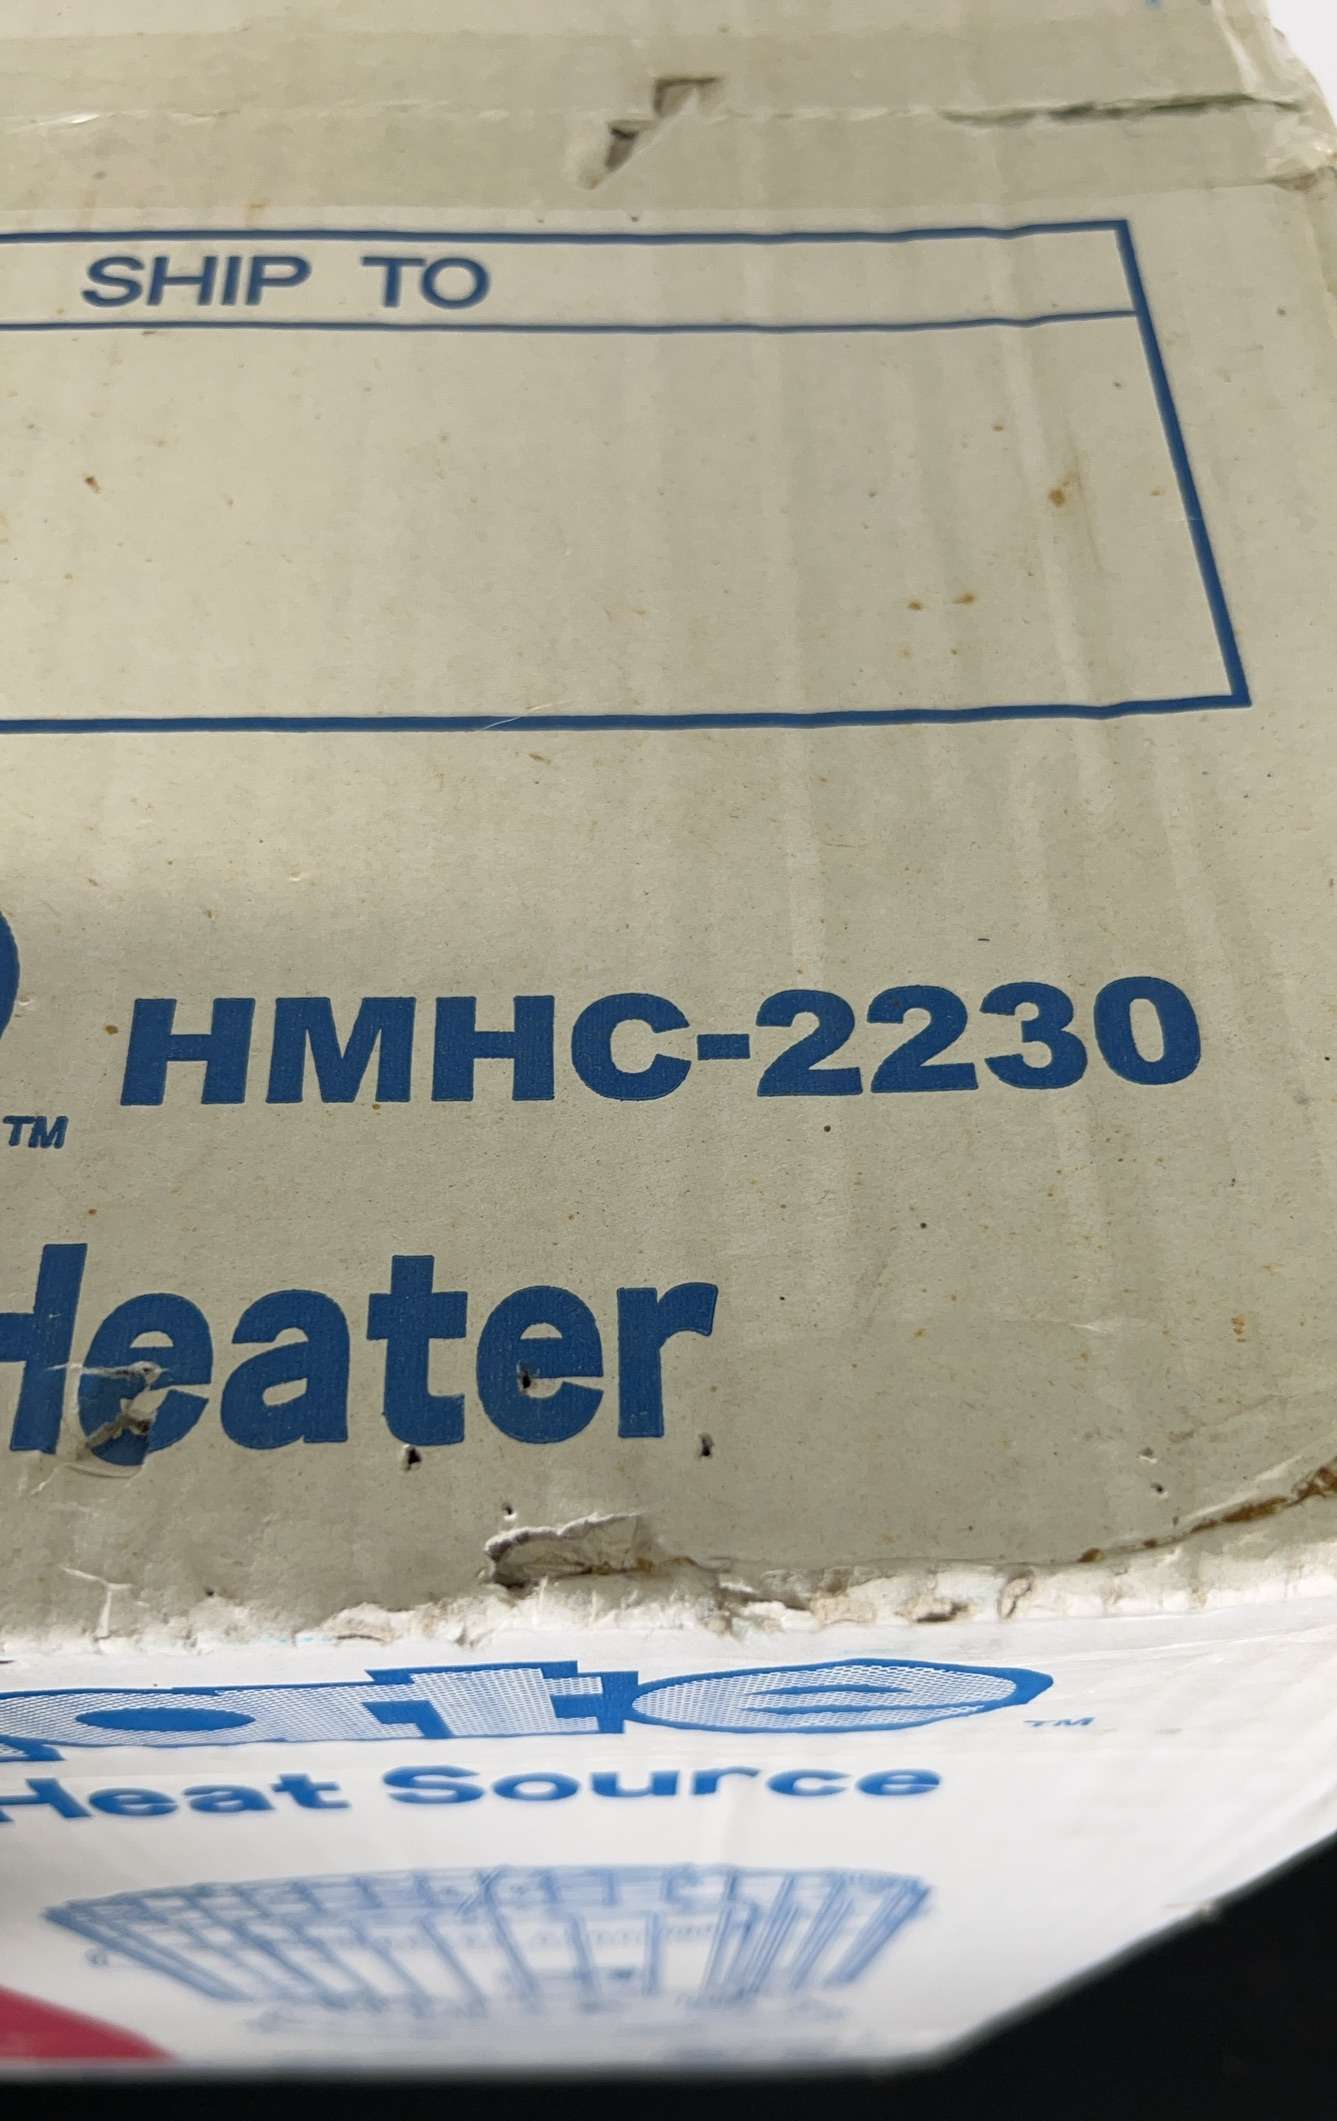 SHIP TO
HMHC-2230
TM
Heater
TM
Heat Source